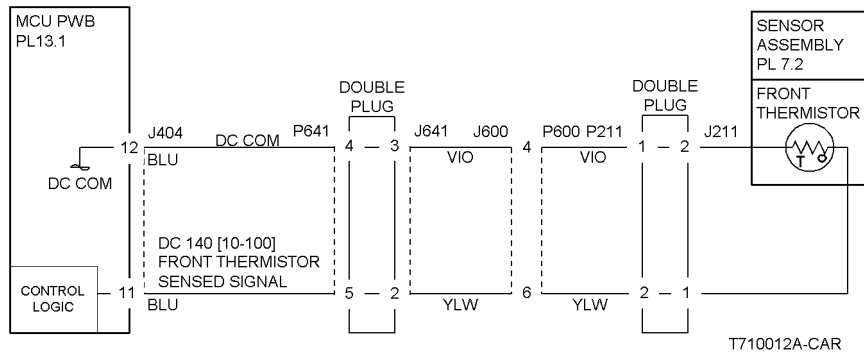 MCU PWB
PL13.1
SENSOR
ASSEMBLY
PL 7.2
DOUBLE
PLUG
DOUBLE
PLUG
FRONT
THERMISTOR
12 J404 DC COM P641 4 3 J641 J600 4 P600 P211 1 2 J211
BLU VIO VIO
T
DC COM
DC 140 [10-100]
FRONT THERMISTOR
SENSED SIGNAL
CONTROL
LOGIC
11 5 2 6 2 1
BLU YLW YLW
T710012A-CAR